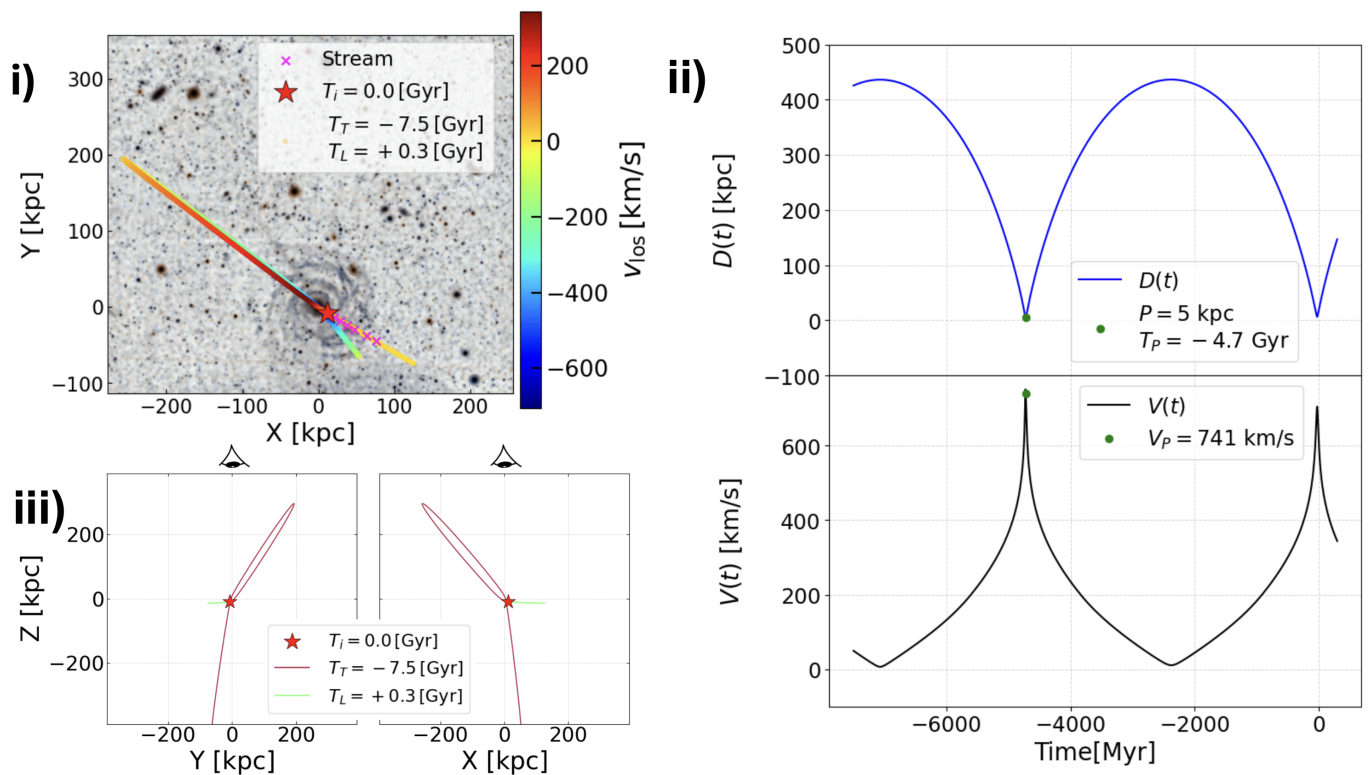 i)
Stream
T_i = 0.0 [Gyr]
T_T = −7.5 [Gyr]
T_L = +0.3 [Gyr]
300
200
100
0
−100
Y [kpc]
−200
−100
0
100
200
X [kpc]
200
0
−200
−400
−600
v_los [km/s]
ii)
500
400
300
200
100
0
−100
D(t) [kpc]
D(t)
P = 5 kpc
T_P = −4.7 Gyr
600
400
200
0
V(t) [km/s]
V(t)
V_P = 741 km/s
−6000
−4000
−2000
0
Time[Myr]
iii)
200
0
−200
Z [kpc]
T_i = 0.0 [Gyr]
T_T = −7.5 [Gyr]
T_L = +0.3 [Gyr]
−200
0
200
Y [kpc]
−200
0
200
X [kpc]